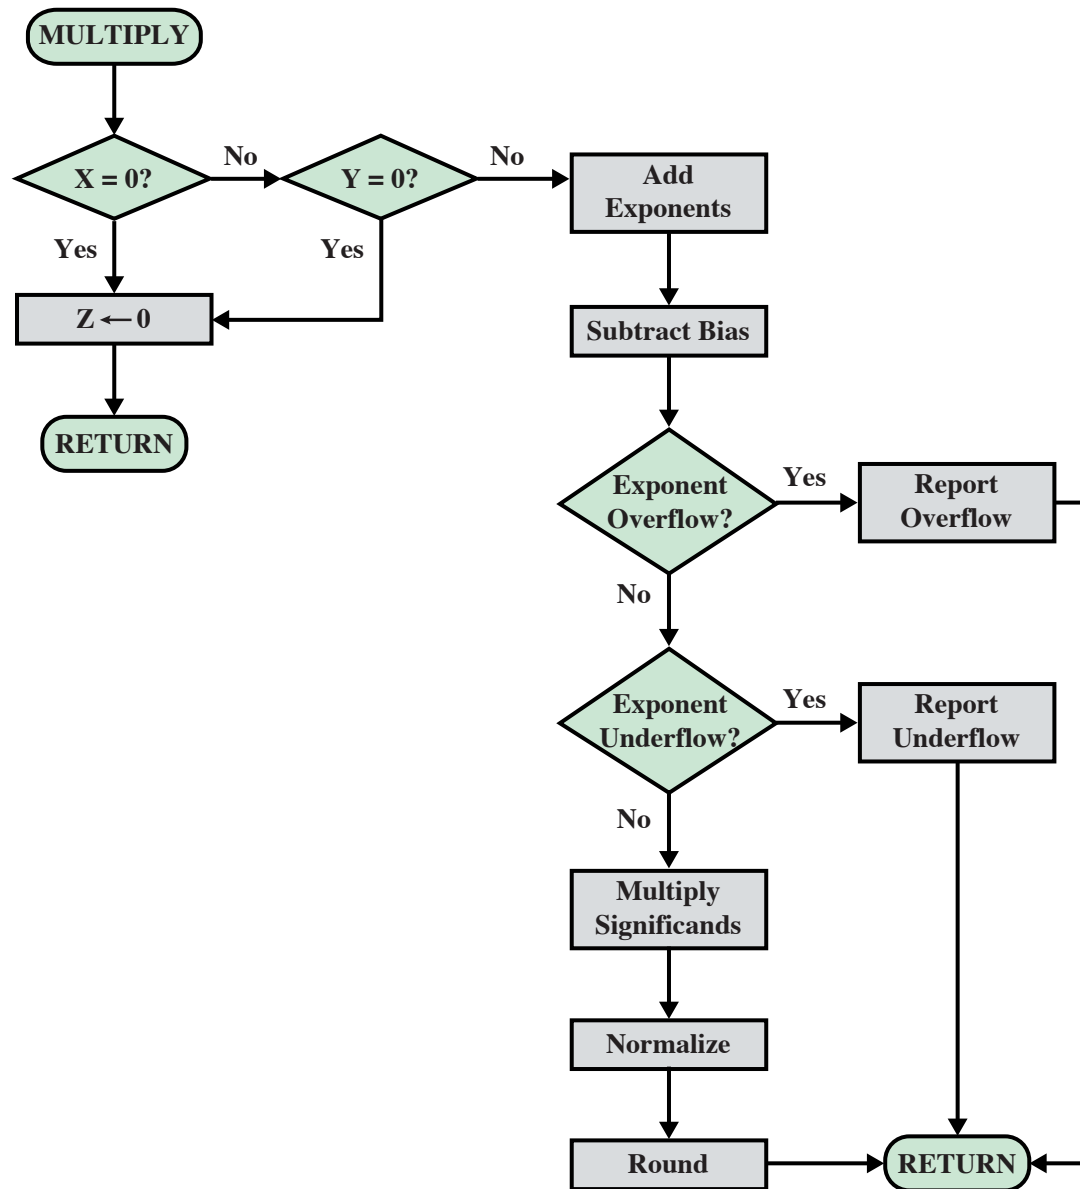 MULTIPLY
X = 0?
No
Y = 0?
No
Add
Exponents
Yes
Yes
Z ← 0
Subtract Bias
RETURN
Exponent
Overflow?
Yes
Report
Overflow
No
Exponent
Underflow?
Yes
Report
Underflow
No
Multiply
Significands
Normalize
Round
RETURN